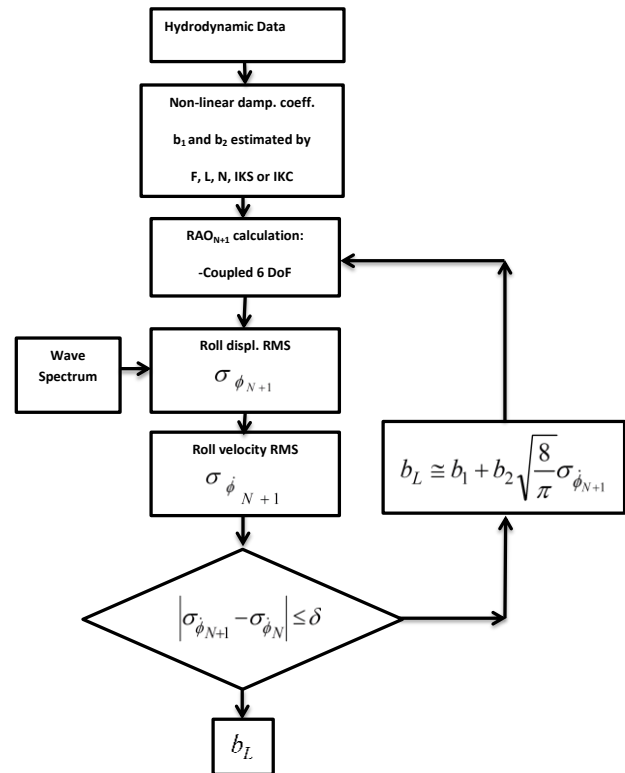 Hydrodynamic Data
Non-linear damp. coeff.
b₁ and b₂ estimated by
F, L, N, IKS or IKC
RAO_{N+1} calculation:
-Coupled 6 DoF
Wave
Spectrum
Roll displ. RMS
σ_{ϕ_{N+1}}
Roll velocity RMS
σ_{ϕ̇_{N+1}}
b_L ≅ b₁ + b₂ √(8/π) σ_{ϕ̇_{N+1}}
|σ_{ϕ̇_{N+1}} − σ_{ϕ̇_N}| ≤ δ
b_L